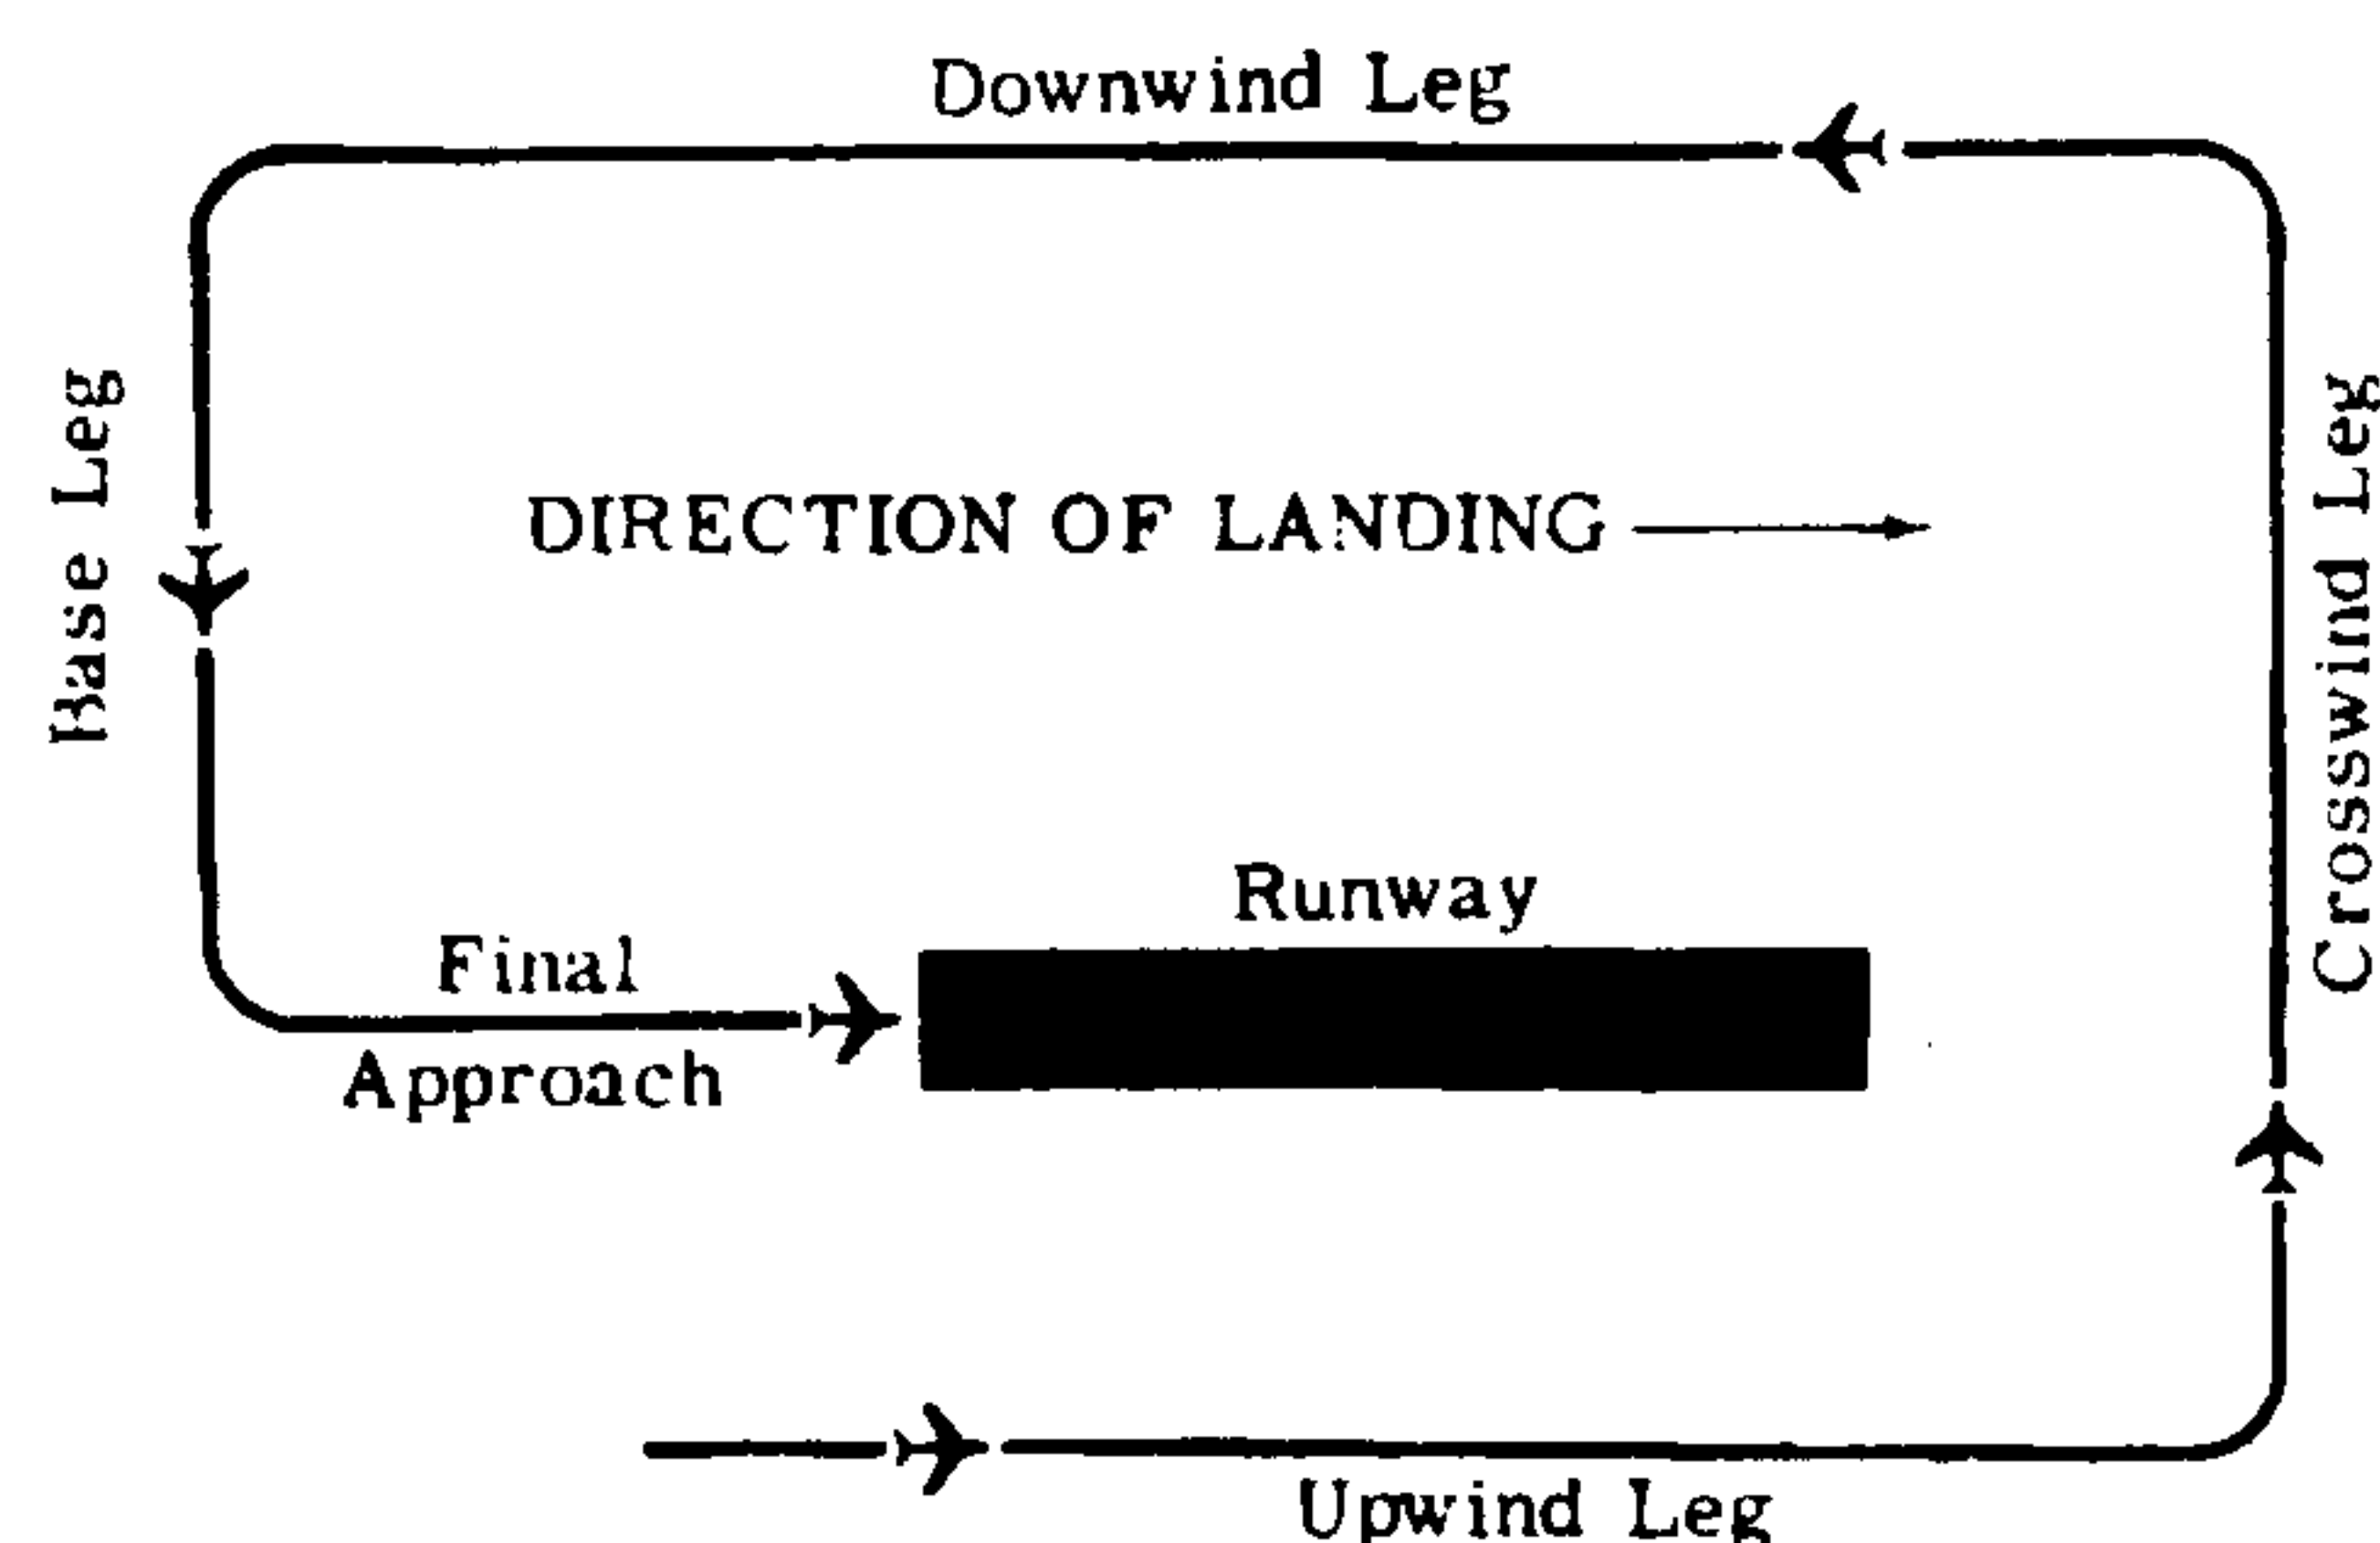 Downwind Leg
Base Leg
DIRECTION OF LANDING
Crosswind Leg
Runway
Final
Approach
Upwind Leg